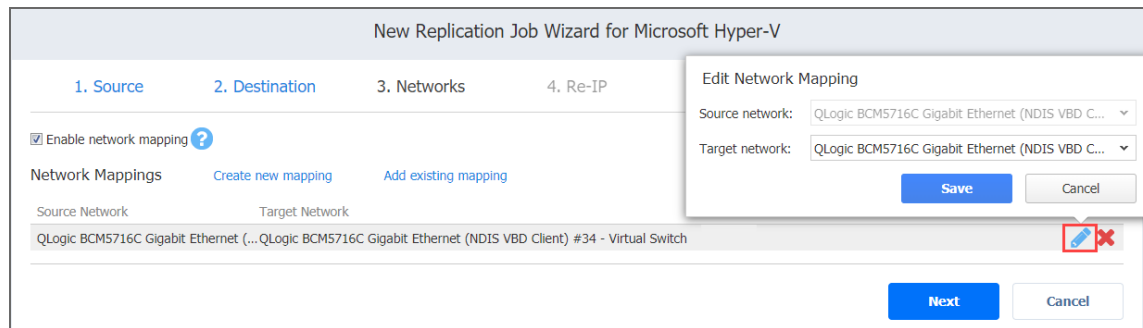 New Replication Job Wizard for Microsoft Hyper-V
1. Source 2. Destination 3. Networks 4. Re-IP
Edit Network Mapping
Source network: QLogic BCM5716C Gigabit Ethernet (NDIS VBD C...
Target network: QLogic BCM5716C Gigabit Ethernet (NDIS VBD C...
Save Cancel
Enable network mapping ?
Network Mappings Create new mapping Add existing mapping
Source Network Target Network
QLogic BCM5716C Gigabit Ethernet (... QLogic BCM5716C Gigabit Ethernet (NDIS VBD Client) #34 - Virtual Switch
Next Cancel